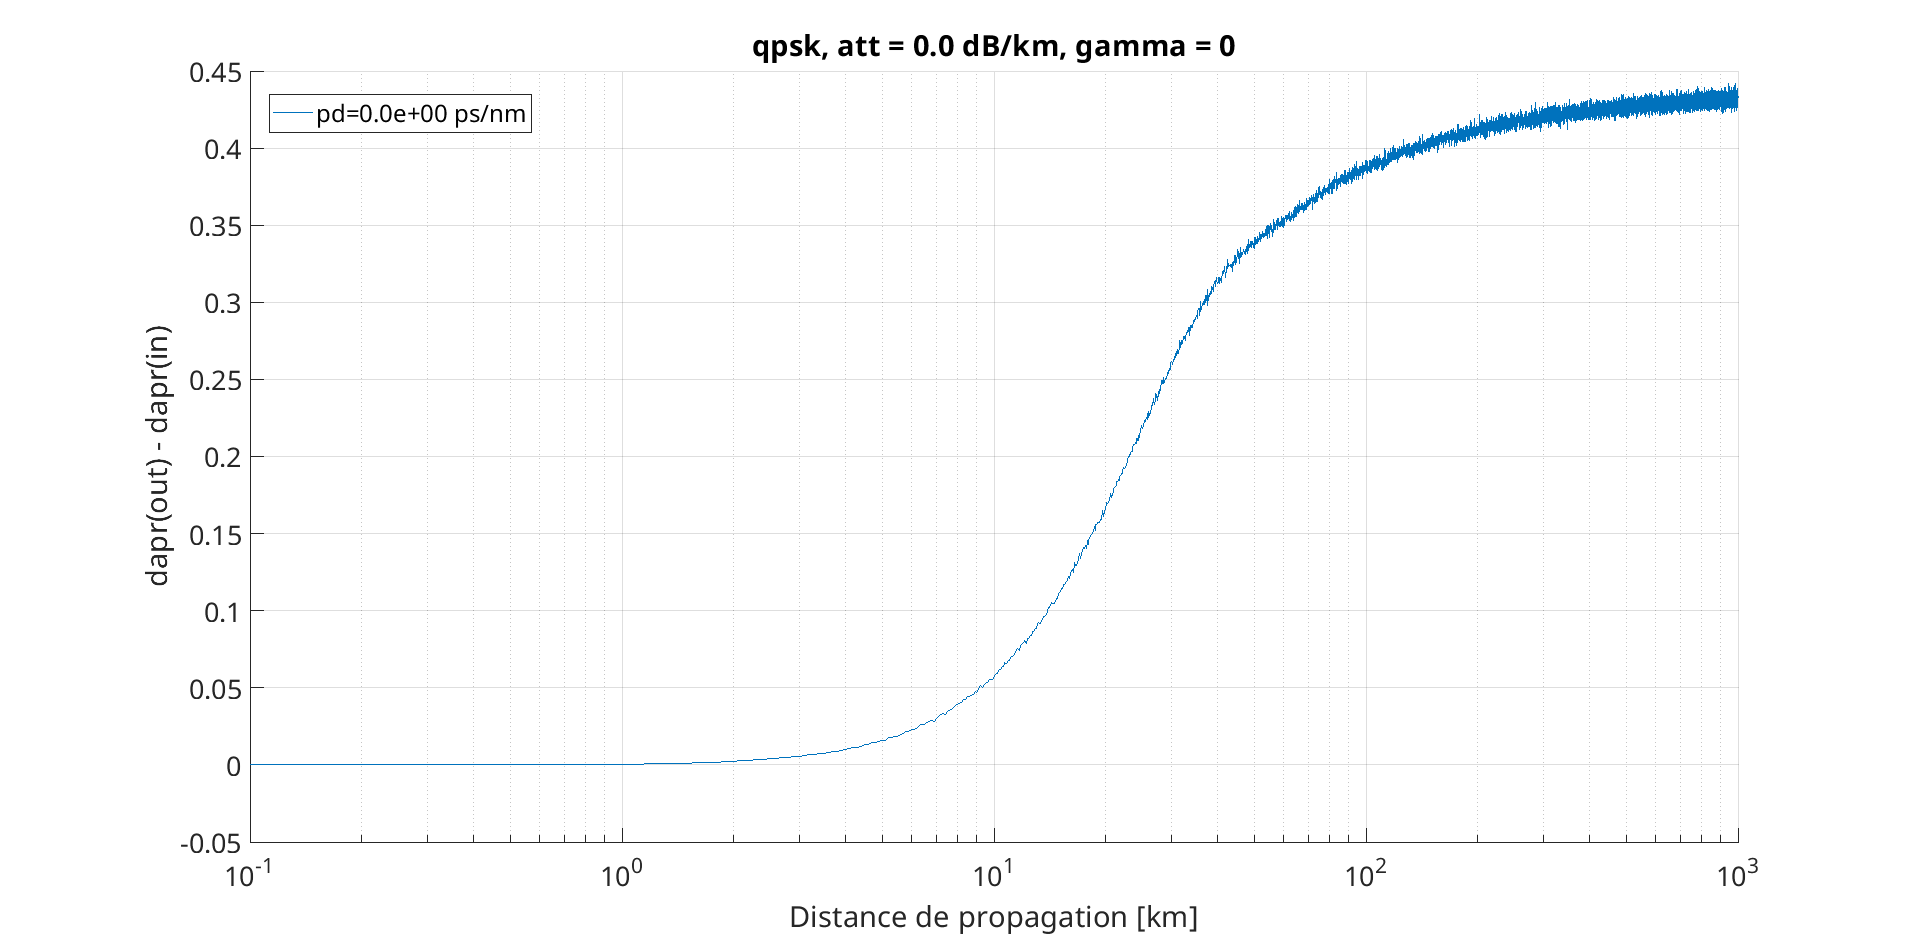 qpsk, att = 0.0 dB/km, gamma = 0
pd=0.0e+00 ps/nm
0.45
0.4
0.35
0.3
0.25
0.2
0.15
0.1
0.05
0
-0.05
dapr(out) - dapr(in)
10-1 100 101 102 103
Distance de propagation [km]